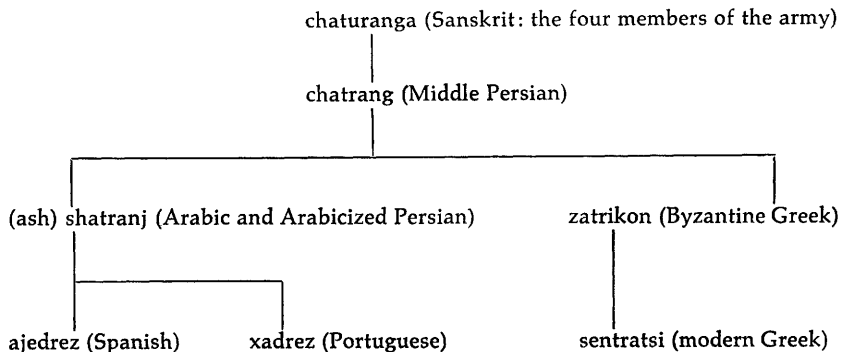 chaturanga (Sanskrit: the four members of the army)
chatrang (Middle Persian)
(ash) shatranj (Arabic and Arabicized Persian)
zatrikon (Byzantine Greek)
ajedrez (Spanish)
xadrez (Portuguese)
sentratsi (modern Greek)